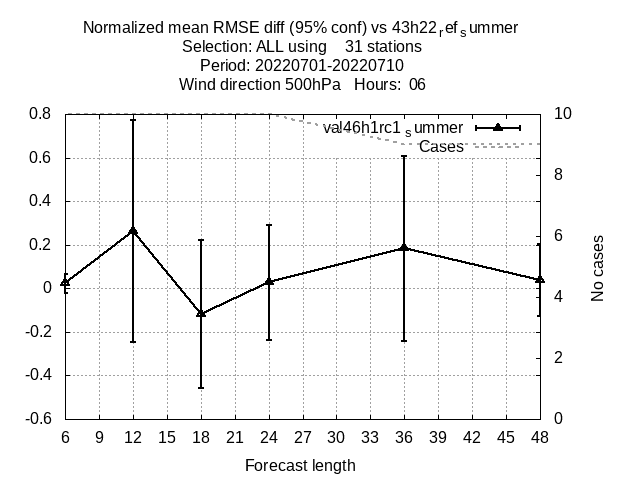 Normalized mean RMSE diff (95% conf) vs 43h22refsummer
Selection: ALL using 31 stations
Period: 20220701-20220710
Wind direction 500hPa Hours: 06
val46h1rc1summer
Cases
0.8
0.6
0.4
0.2
0
-0.2
-0.4
-0.6
10
8
6
4
2
0
No cases
6 9 12 15 18 21 24 27 30 33 36 39 42 45 48
Forecast length